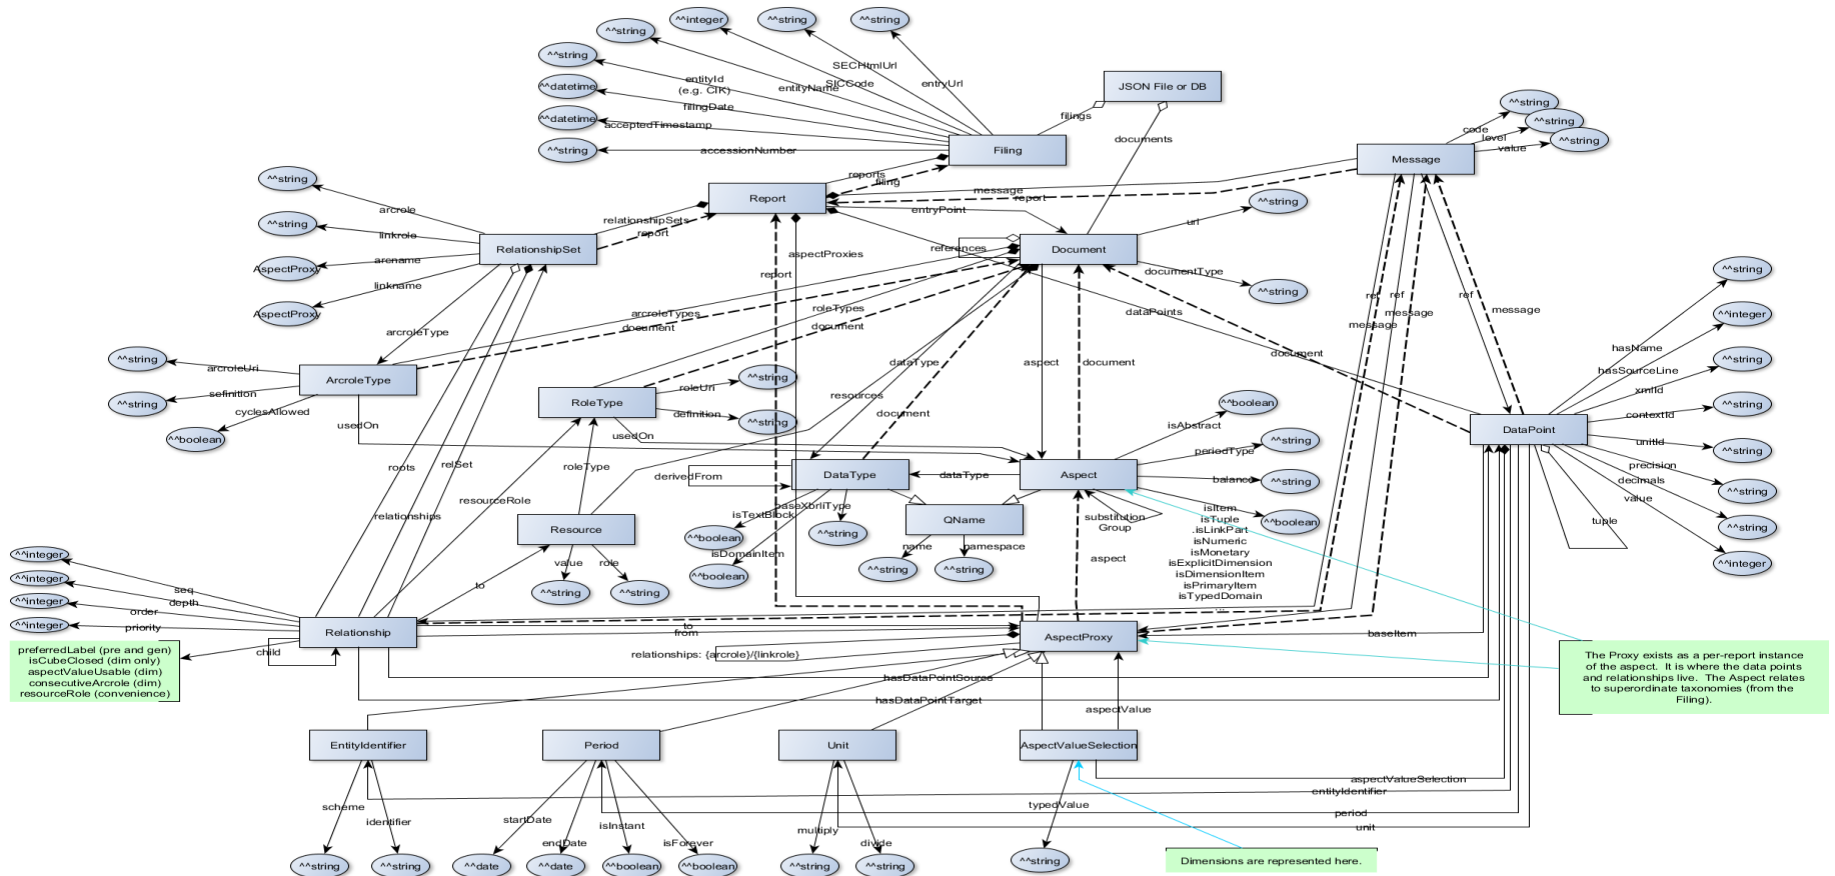 ^^integer
^^string
^^string
^^string
^^string
SECHtmlUrl
SICCode
entryUrl
entityId
(e.g. CIK)
entityName
JSON File or DB
^^datetime
filingDate
^^datetime
acceptedTimestamp
filings
documents
^^string
accessionNumber
Filing
^^string
^^string
^^string
code
level
value
Message
^^string
reports
filing
Report
message
report
arcrole
relationshipSets
entryPoint
url
^^string
^^string
linkrole
RelationshipSet
report
references
Document
aspectProxies
arcname
AspectProxy
linkname
report
documentType
^^string
^^string
AspectProxy
arcroleType
arcroleTypes
document
roleTypes
document
dataPoints
ref
ref
ref
message
message
message
^^integer
hasName
hasSourceLine
^^string
arcroleUri
ArcroleType
dataType
aspect
document
document
^^string
xmlId
^^string
sefinition
cyclesAllowed
^^boolean
usedOn
RoleType
roleUri
^^string
definition
^^string
resources
document
usedOn
isAbstract
^^boolean
contextId
^^string
DataPoint
unitId
^^string
periodType
^^string
roots
relSet
roleType
derivedFrom
DataType
dataType
Aspect
balance
^^string
precision
decimals
value
^^string
resourceRole
relationships
isTextBlock
baseXbrliType
QName
substitution
Group
isItem
isTuple
.isLinkPart
isNumeric
isMonetary
isExplicitDimension
isDimensionItem
isPrimaryItem
isTypedDomain
...
^^boolean
tuple
^^string
^^integer
Resource
^^boolean
^^string
isDomainItem
^^boolean
name
namespace
^^string
^^string
aspect
^^integer
^^integer
^^integer
^^integer
seq
depth
order
priority
to
value
role
^^string
^^string
Relationship
child
to
from
AspectProxy
baseItem
relationships: {arcrole}/{linkrole}
preferredLabel (pre and gen)
isCubeClosed (dim only)
aspectValueUsable (dim)
consecutiveArcrole (dim)
resourceRole (convenience)
The Proxy exists as a per-report instance
of the aspect.  It is where the data points
and relationships live.  The Aspect relates
to superordinate taxonomies (from the
Filing).
hasDataPointSource
hasDataPointTarget
aspectValue
EntityIdentifier
Period
Unit
AspectValueSelection
aspectValueSelection
entityIdentifier
period
unit
scheme
identifier
startDate
endDate
isInstant
isForever
multiply
divide
typedValue
^^string
^^string
^^date
^^date
^^boolean
^^boolean
^^string
^^string
^^string
Dimensions are represented here.